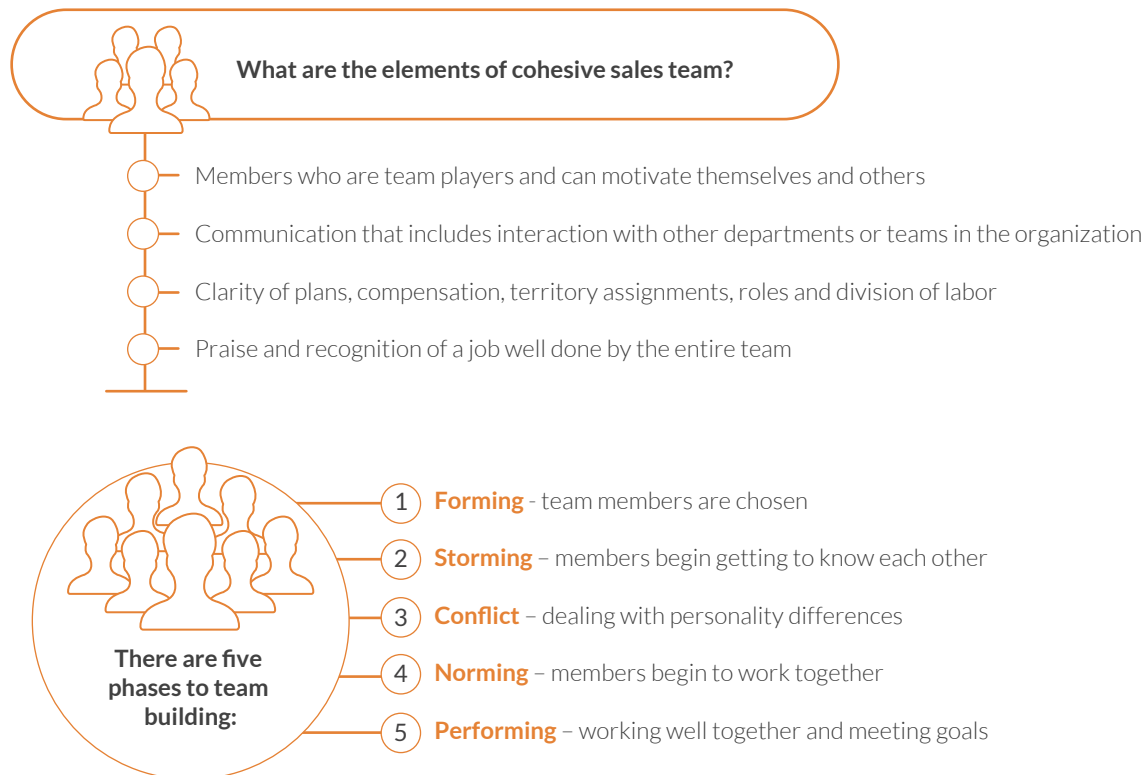 What are the elements of cohesive sales team?
Members who are team players and can motivate themselves and others
Communication that includes interaction with other departments or teams in the organization
Clarity of plans, compensation, territory assignments, roles and division of labor
Praise and recognition of a job well done by the entire team
There are five
phases to team
building:
1 Forming - team members are chosen
2 Storming – members begin getting to know each other
3 Conflict – dealing with personality differences
4 Norming – members begin to work together
5 Performing – working well together and meeting goals